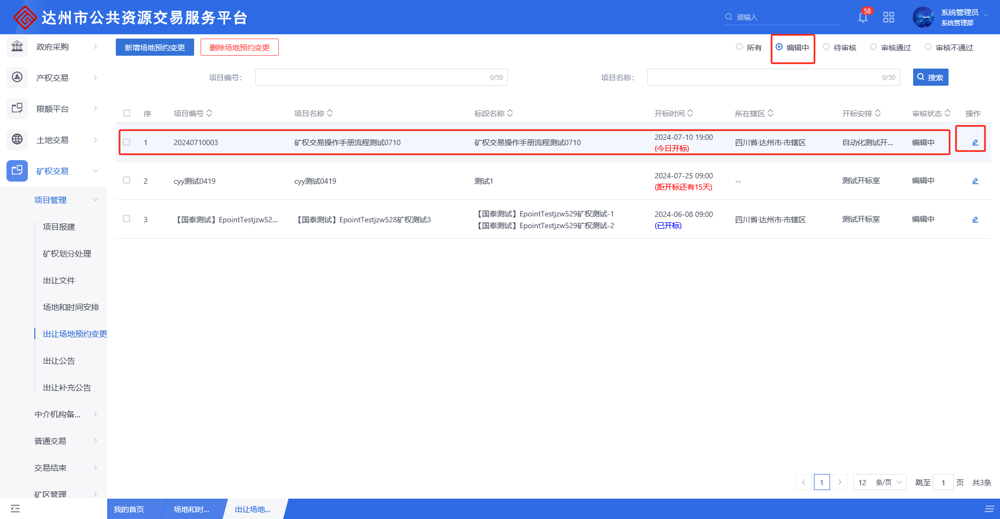 达州市公共资源交易服务平台
请输入
58
系统管理员
系统管理部
政府采购
产权交易
限额平台
土地交易
矿权交易
项目管理
项目报建
矿权划分处理
出让文件
场地和时间安排
出让场地预约变更
出让公告
出让补充公告
中介机构备...
普通交易
交易结束
矿区管理
新增场地预约变更 删除场地预约变更
所有 编辑中 待审核 审核通过 审核不通过
项目编号： 0/50 项目名称： 0/50 搜索
序 项目编号 项目名称 标段名称 开标时间 所在辖区 开标安排 审核状态 操作
1 20240710003 矿权交易操作手册流程测试0710 矿权交易操作手册流程测试0710 2024-07-10 19:00 四川省·达州市·市辖区 自动化测试开... 编辑中
(今日开标)
2 cyy测试0419 cyy测试0419 测试1 2024-07-25 09:00 -- 测试开标室 编辑中
(距开标还有15天)
3 【国泰测试】EpointTestjzw52... 【国泰测试】EpointTestjzw528矿权测试3 【国泰测试】EpointTestjzw529矿权测试-1 2024-06-08 09:00 四川省·达州市·市辖区 测试开标室 编辑中
【国泰测试】EpointTestjzw529矿权测试-2 (已开标)
1 12 条/页 跳至 1 页 共3条
我的首页 场地和时... 出让场地...